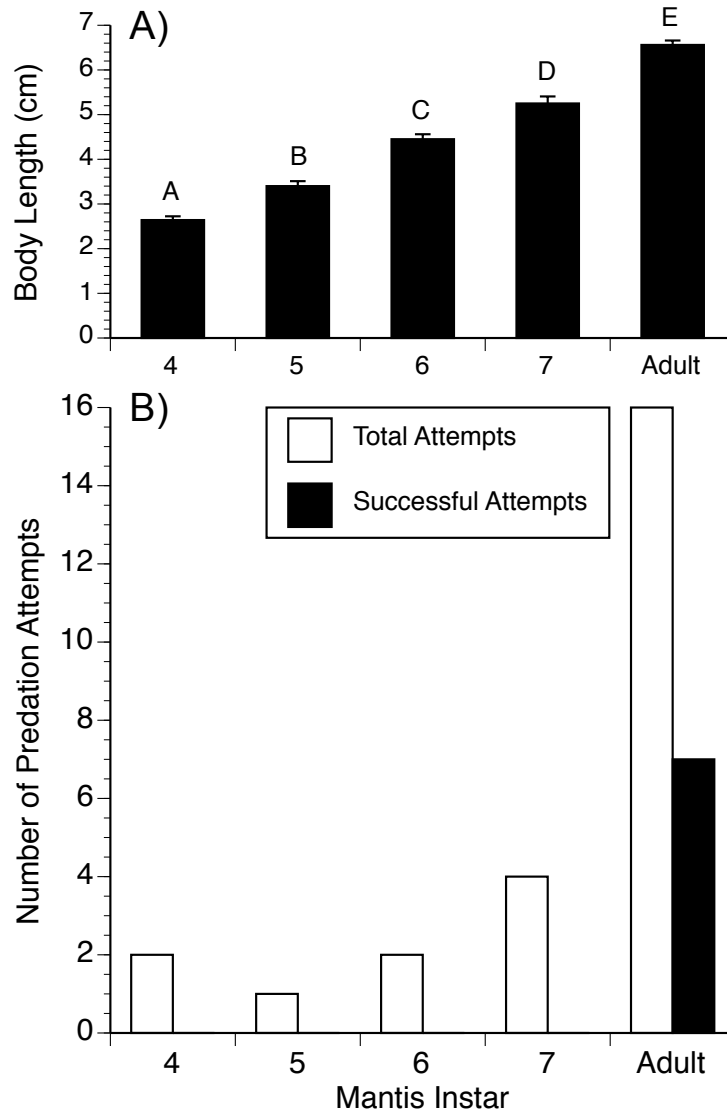 A)
Body Length (cm)
7
6
5
4
3
2
1
0
A
B
C
D
E
4 5 6 7 Adult
B)
Number of Predation Attempts
16
14
12
10
8
6
4
2
0
Total Attempts
Successful Attempts
4 5 6 7 Adult
Mantis Instar